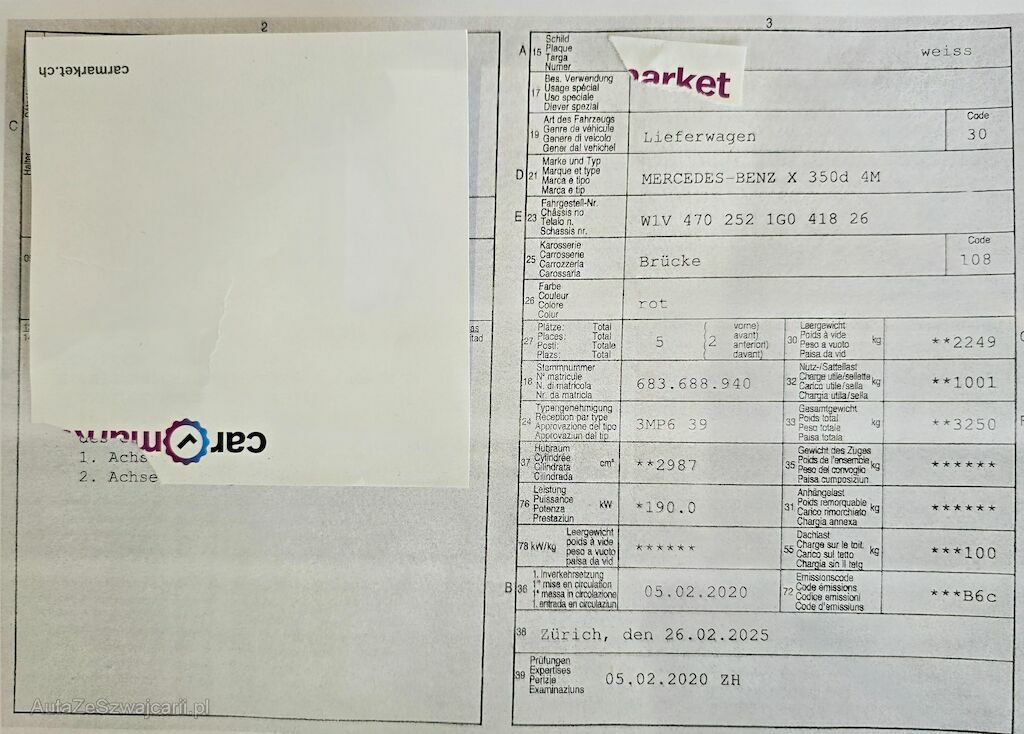 2
3
carmarket.ch
C
Halter
1. Achs
2. Achse
car market
A 15 Schild
Plaque
Targa
Numer
market
weiss
17 Bes. Verwendung
Usage spécial
Uso speciale
Diever spezial
19 Art des Fahrzeugs
Genre de véhicule
Genere di veicolo
Gener dal vehichel
Lieferwagen
Code
30
D 21 Marke und Typ
Marque et type
Marca e tipo
Marca e tip
MERCEDES-BENZ X 350d 4M
E 23 Fahrgestell-Nr.
Châssis no
Telaio n.
Schassis nr.
W1V 470 252 1G0 418 26
25 Karosserie
Carrosserie
Carrozzeria
Carossaria
Brücke
Code
108
26 Farbe
Couleur
Colore
Colur
rot
27 Plätze: Total
Places: Total
Posti: Totale
Plazs: Total
5
( vorne)
( 2 avant)
( anteriori)
( davant)
30 Leergewicht
Poids à vide
Peso a vuoto
Paisa da vid
kg
**2249
18 Stammnummer
N° matricule
N. di matricola
Nr. da matricla
683.688.940
32 Nutz-/Sattellast
Charge utile/sellette
Carico utile/sella
Chargia utila/sella
kg
**1001
24 Typengenehmigung
Réception par type
Approvazione del tipo
Approvaziun dal tip
3MP6 39
33 Gesamtgewicht
Poids total
Peso totale
Paisa totala
kg
**3250
37 Hubraum
Cylindrée
Cilindrata
Cilindrada
cm³
**2987
35 Gewicht des Zuges
Poids de l'ensemble
Peso del convoglio
Paisa cumposiziun
kg
******
76 Leistung
Puissance
Potenza
Prestaziun
kW
*190.0
31 Anhängelast
Poids remorquable
Carico rimorchiato
Chargia annexa
kg
******
78 kW/kg
Leergewicht
poids à vide
peso a vuoto
paisa da vid
******
55 Dachlast
Charge sur le toit
Carico sul tetto
Chargia sin il tetg
kg
***100
B 36 1. Inverkehrsetzung
1re mise en circulation
1a messa in circolazione
1. entrada en circulaziun
05.02.2020
72 Emissionscode
Code émissions
Codice emissioni
Code d'emissiuns
***B6c
38 Zürich, den 26.02.2025
39 Prüfungen
Expertises
Perizie
Examinaziuns
05.02.2020 ZH
AutaZeSzwajcarii.pl